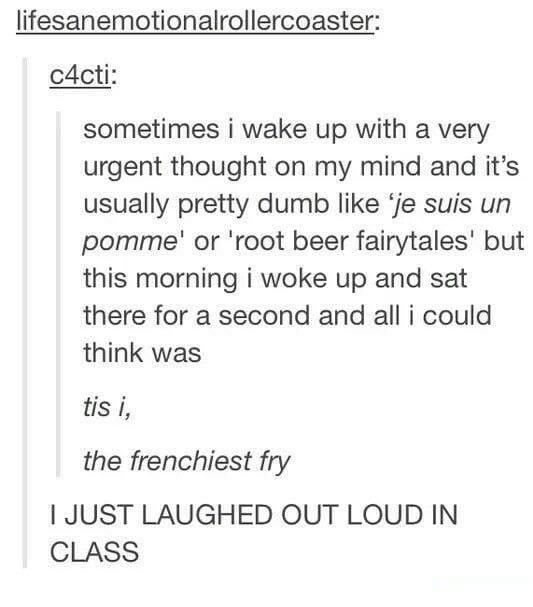 lifesanemotionalrollercoaster:
c4cti:
sometimes i wake up with a very
urgent thought on my mind and it’s
usually pretty dumb like ‘je suis un
pomme' or 'root beer fairytales' but
this morning i woke up and sat
there for a second and all i could
think was
tis i,
the frenchiest fry
I JUST LAUGHED OUT LOUD IN
CLASS